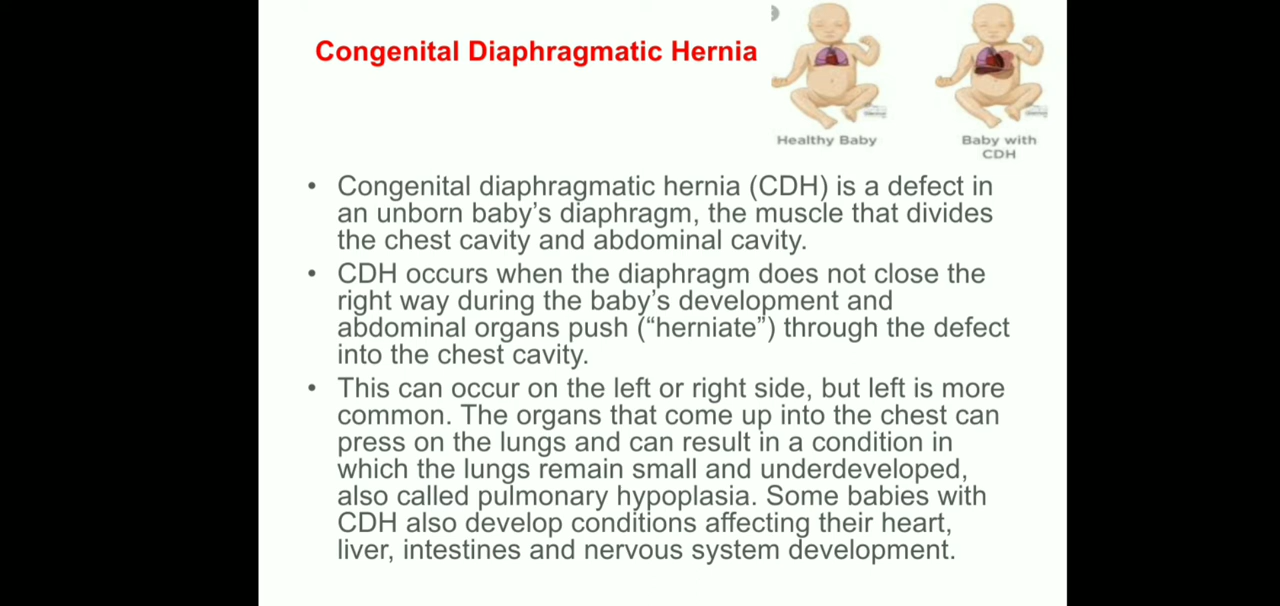 Congenital Diaphragmatic Hernia
Healthy Baby
Baby with
CDH
• Congenital diaphragmatic hernia (CDH) is a defect in
an unborn baby’s diaphragm, the muscle that divides
the chest cavity and abdominal cavity.
• CDH occurs when the diaphragm does not close the
right way during the baby’s development and
abdominal organs push (“herniate”) through the defect
into the chest cavity.
• This can occur on the left or right side, but left is more
common. The organs that come up into the chest can
press on the lungs and can result in a condition in
which the lungs remain small and underdeveloped,
also called pulmonary hypoplasia. Some babies with
CDH also develop conditions affecting their heart,
liver, intestines and nervous system development.